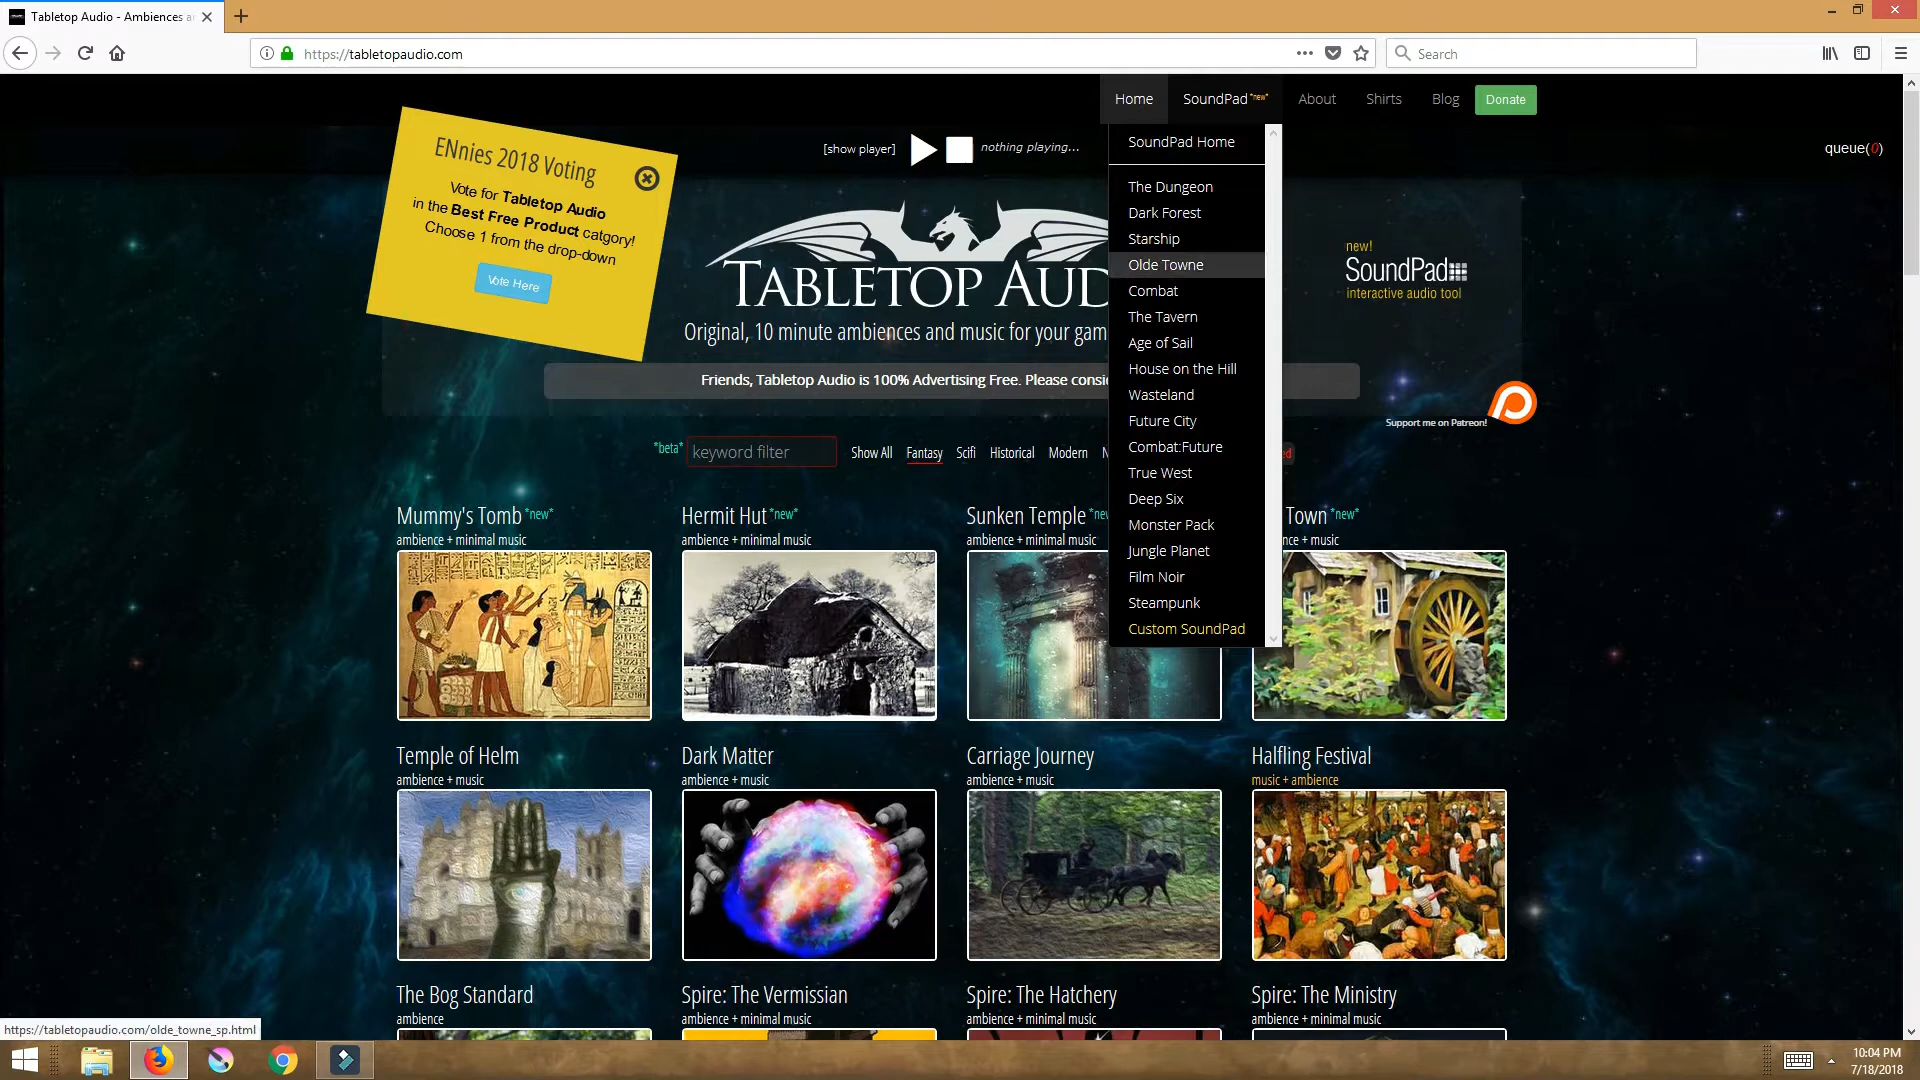 Tabletop Audio - Ambiences a
https://tabletopaudio.com
Search
Home
SoundPad *new*
About
Shirts
Blog
Donate
ENnies 2018 Voting
Vote for Tabletop Audio
in the Best Free Product catgory!
Choose 1 from the drop-down
Vote Here
[show player]
nothing playing...
queue(0)
SoundPad Home
The Dungeon
Dark Forest
Starship
Olde Towne
Combat
The Tavern
Age of Sail
House on the Hill
Wasteland
Future City
Combat:Future
True West
Deep Six
Monster Pack
Jungle Planet
Film Noir
Steampunk
Custom SoundPad
TABLETOP AUD
Original, 10 minute ambiences and music for your gam
new!
SoundPad
interactive audio tool
Friends, Tabletop Audio is 100% Advertising Free. Please consi
Support me on Patreon!
*beta*
keyword filter
Show All
Fantasy
Scifi
Historical
Modern
N
ed
Mummy's Tomb *new*
ambience + minimal music
Hermit Hut *new*
ambience + minimal music
Sunken Temple *new
ambience + minimal music
Town *new*
nce + music
Temple of Helm
ambience + music
Dark Matter
ambience + music
Carriage Journey
ambience + music
Halfling Festival
music + ambience
The Bog Standard
ambience
Spire: The Vermissian
ambience + minimal music
Spire: The Hatchery
ambience + minimal music
Spire: The Ministry
ambience + minimal music
https://tabletopaudio.com/olde_towne_sp.html
10:04 PM
7/18/2018